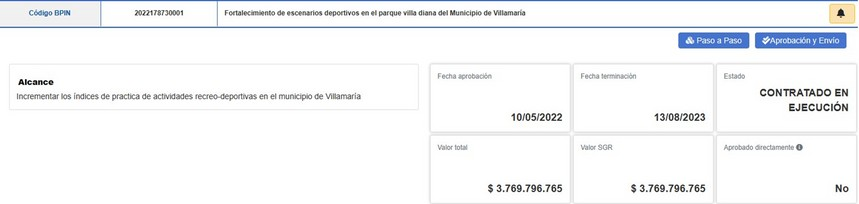 Código BPIN 2022178730001 Fortalecimiento de escenarios deportivos en el parque villa diana del Municipio de Villamaría
Paso a Paso Aprobación y Envío
Alcance
Incrementar los índices de practica de actividades recreo-deportivas en el municipio de Villamaría
Fecha aprobación
10/05/2022
Fecha terminación
13/08/2023
Estado
CONTRATADO EN
EJECUCIÓN
Valor total
$ 3.769.796.765
Valor SGR
$ 3.769.796.765
Aprobado directamente
No